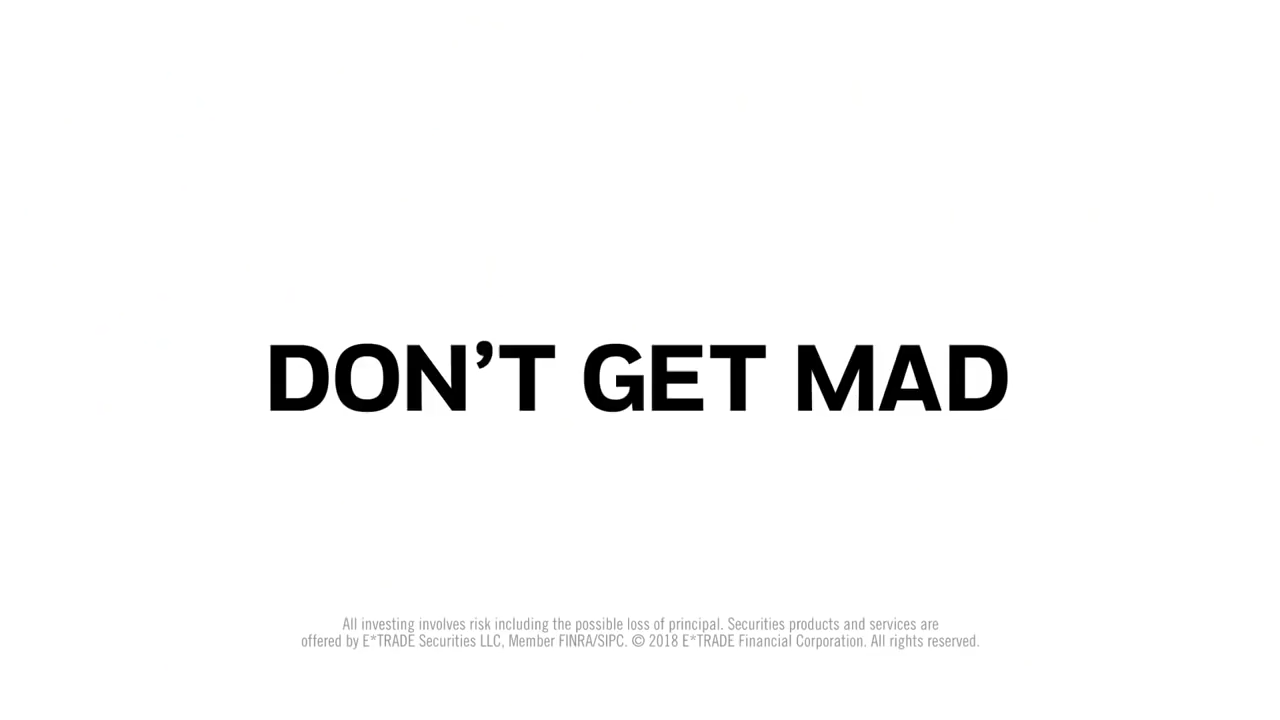 DON’T GET MAD
All investing involves risk including the possible loss of principal. Securities products and services are
offered by E*TRADE Securities LLC, Member FINRA/SIPC. © 2018 E*TRADE Financial Corporation. All rights reserved.